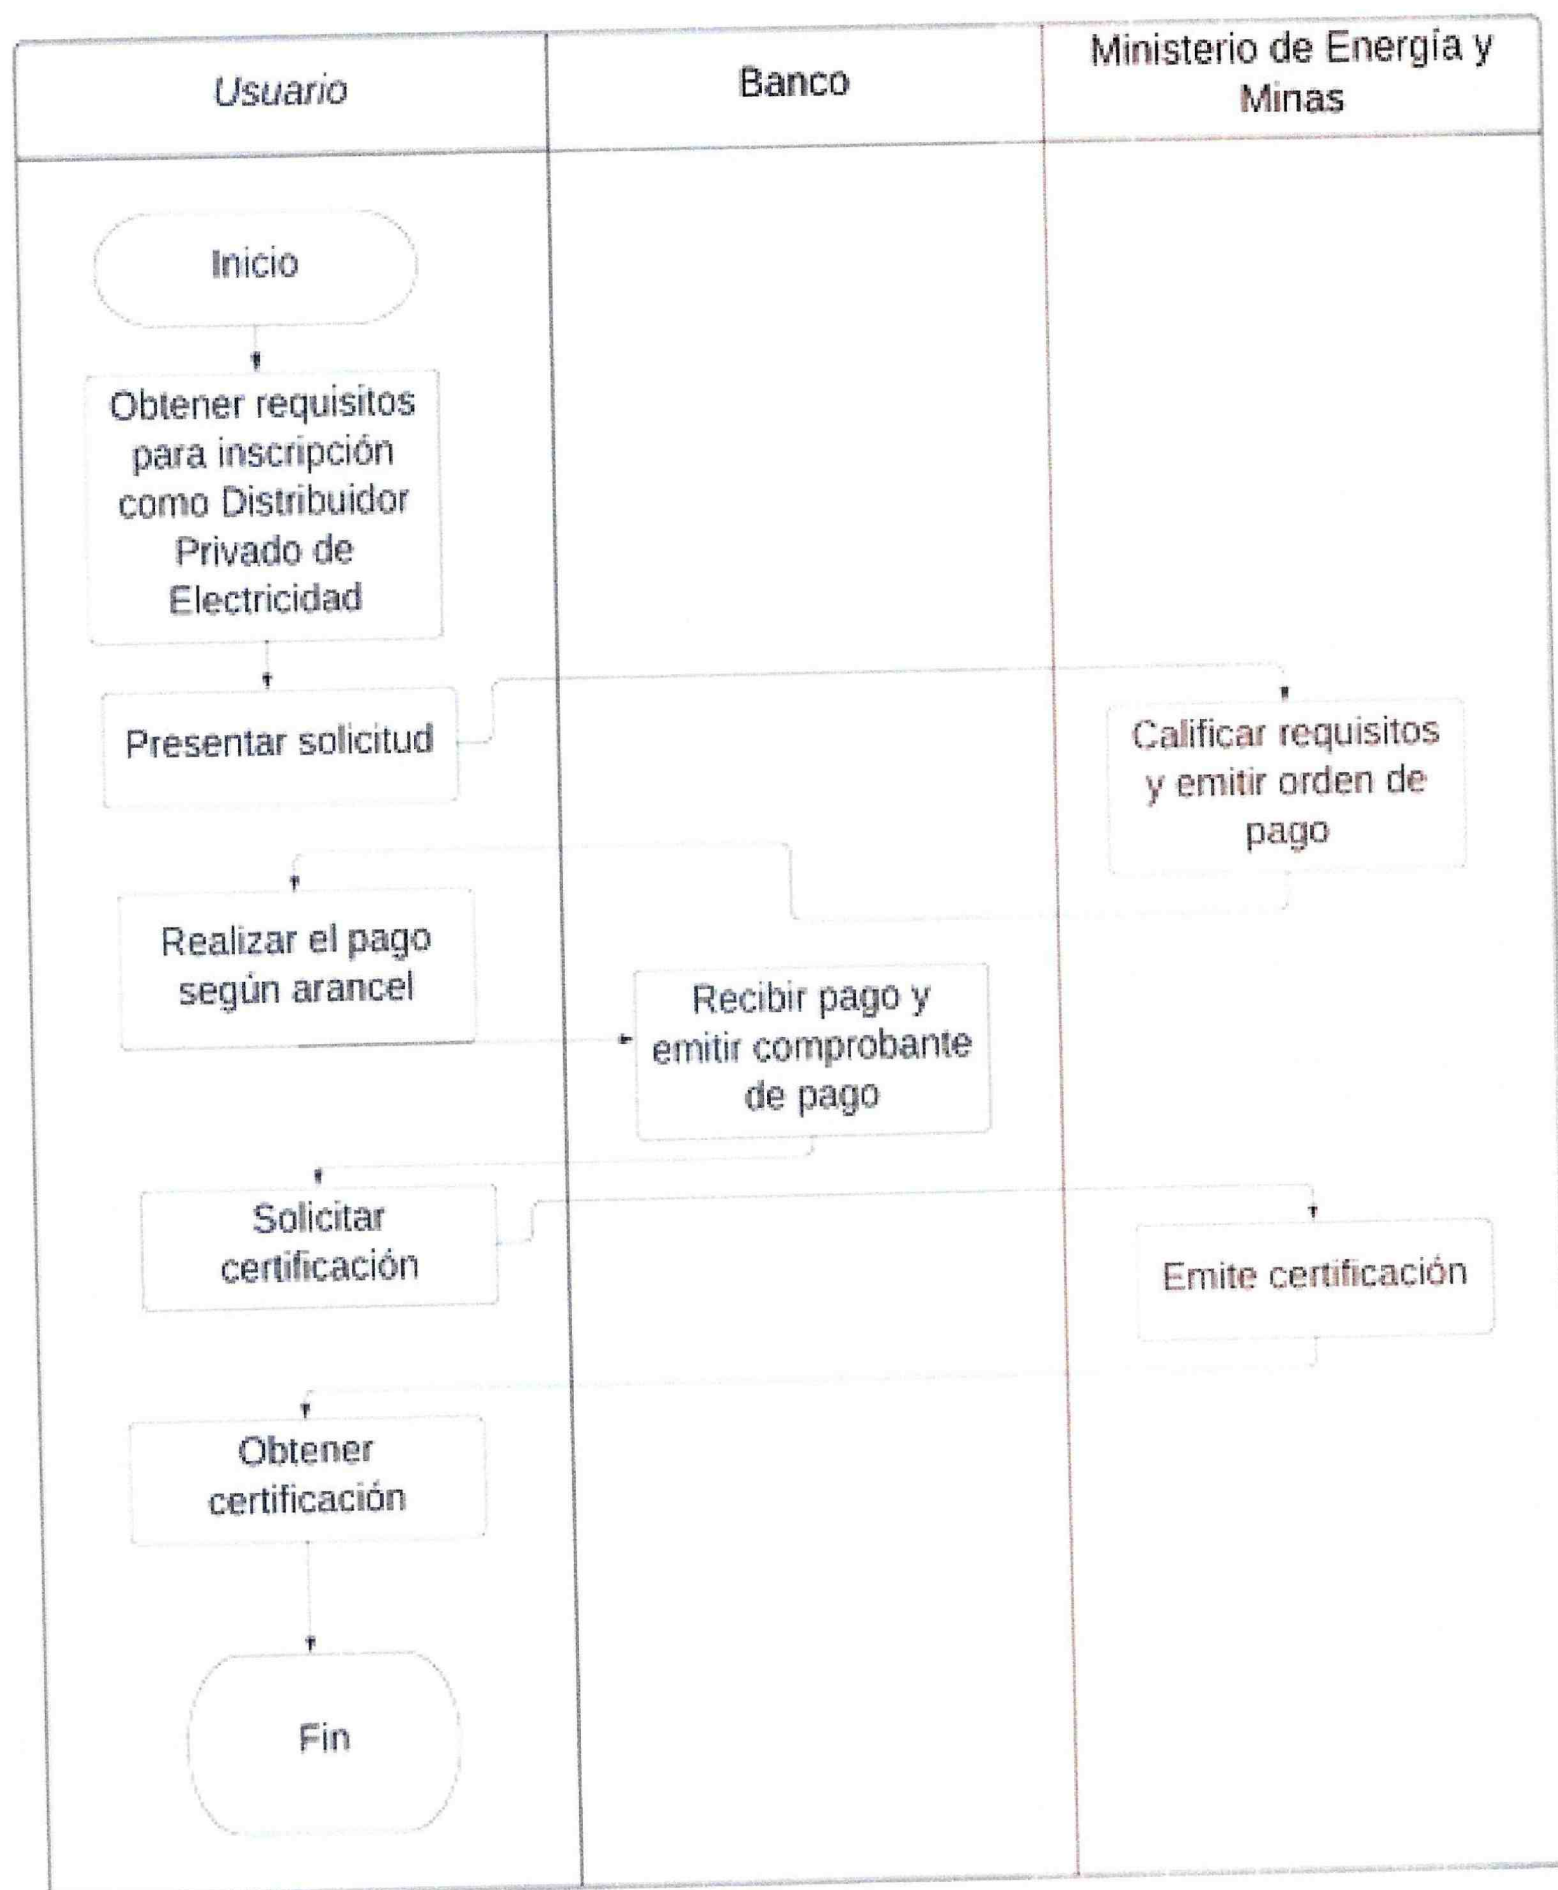 Usuario
Banco
Ministerio de Energía y
Minas
Inicio
Obtener requisitos
para inscripción
como Distribuidor
Privado de
Electricidad
Presentar solicitud
Calificar requisitos
y emitir orden de
pago
Realizar el pago
según arancel
Recibir pago y
emitir comprobante
de pago
Solicitar
certificación
Emite certificación
Obtener
certificación
Fin